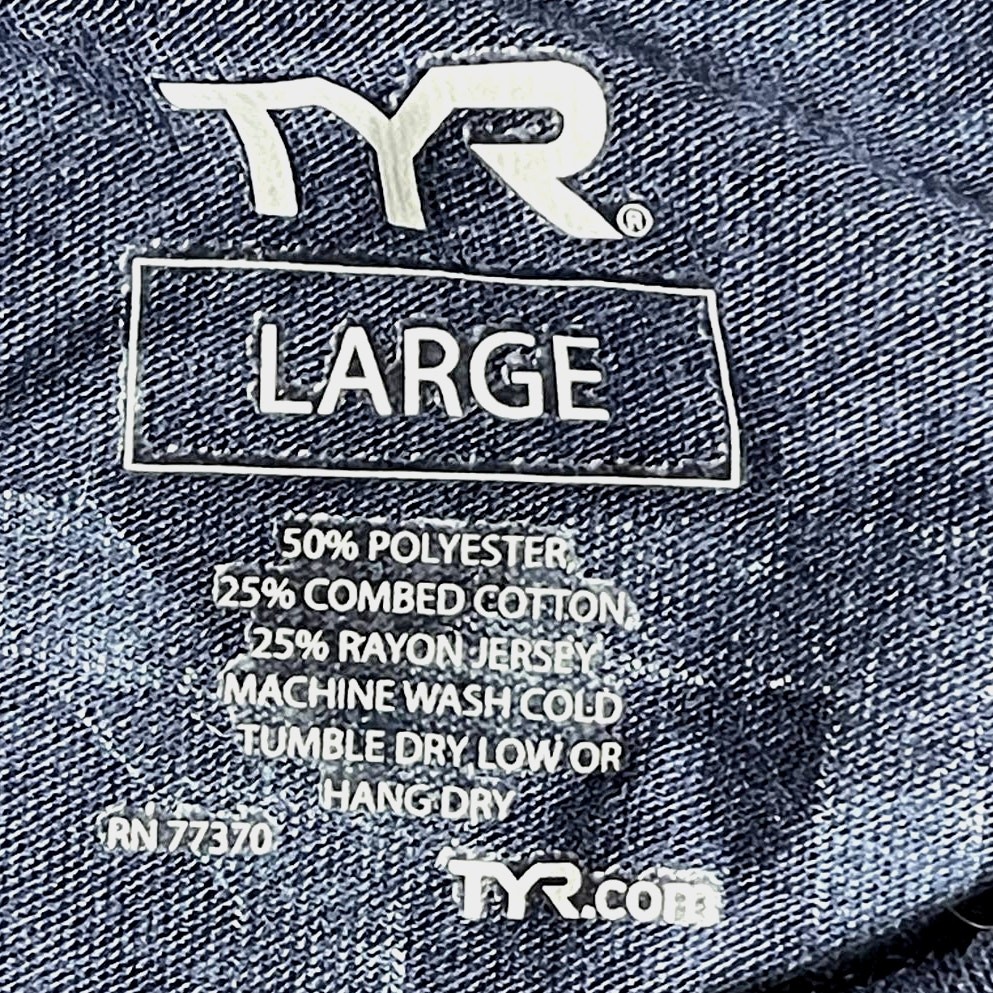 TYR®
LARGE
50% POLYESTER,
25% COMBED COTTON,
25% RAYON JERSEY
MACHINE WASH COLD
TUMBLE DRY LOW OR
HANG DRY
RN 77370
TYR.com